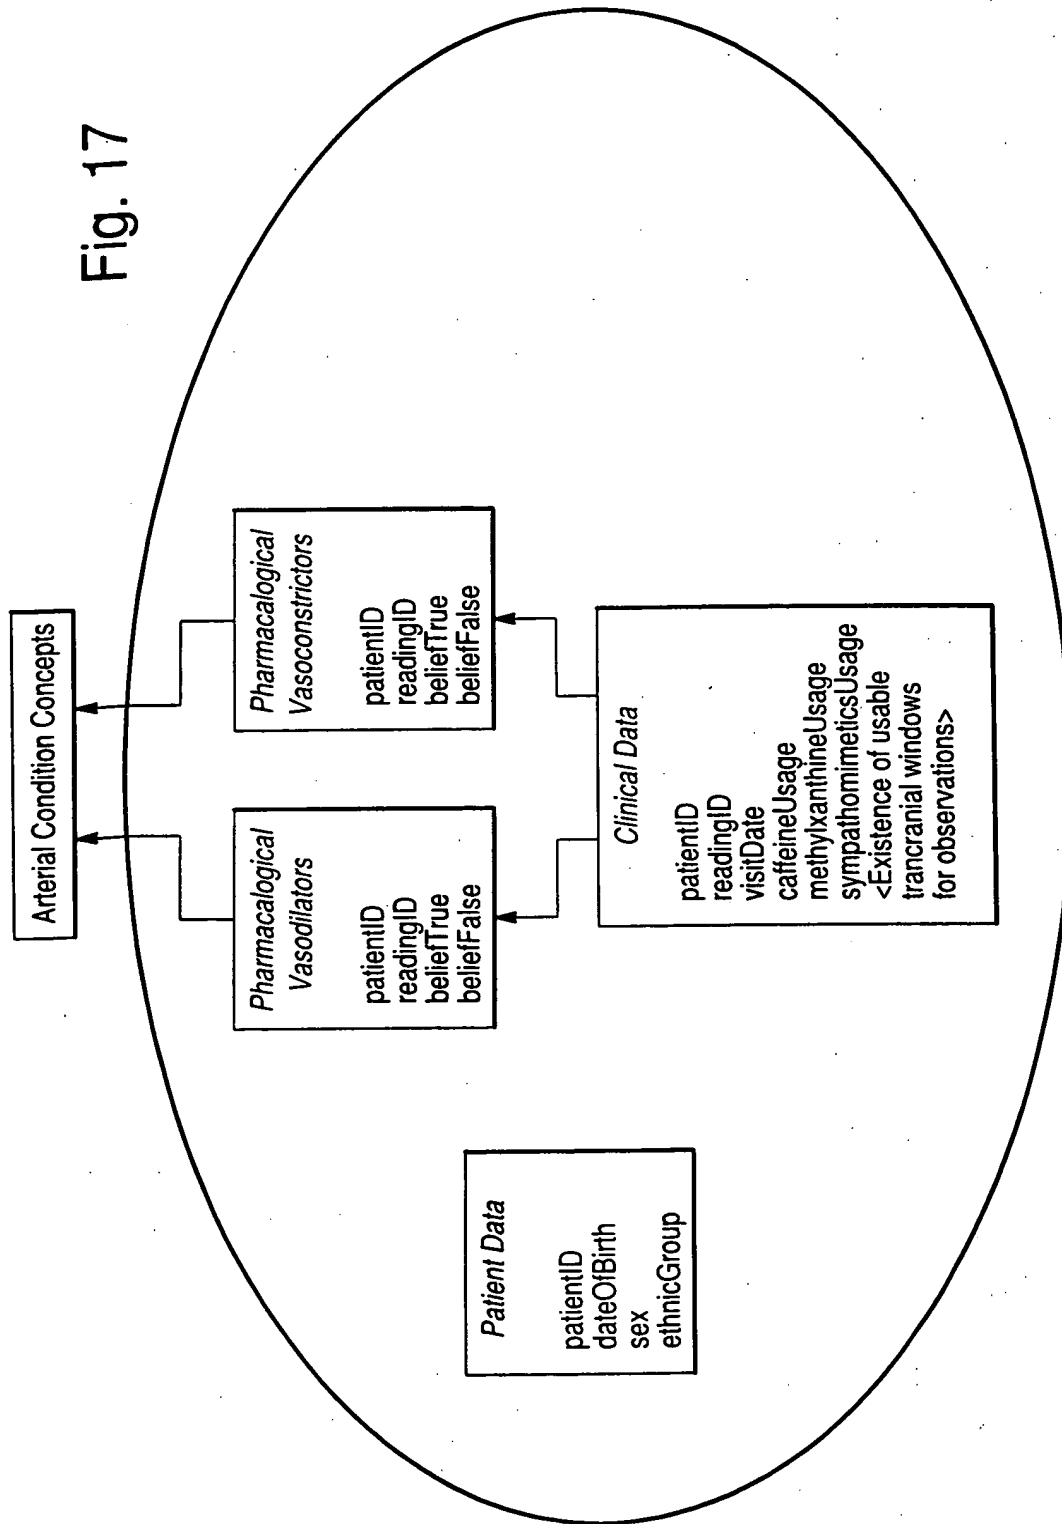 Fig. 17
Arterial Condition Concepts
Pharmacalogical
Vasodilators
patientID
readingID
beliefTrue
beliefFalse
Pharmacalogical
Vasoconstrictors
patientID
readingID
beliefTrue
beliefFalse
Patient Data
patientID
dateOfBirth
sex
ethnicGroup
Clinical Data
patientID
readingID
visitDate
caffeineUsage
methylxanthineUsage
sympathomimeticsUsage
<Existence of usable
trancranial windows
for observations>